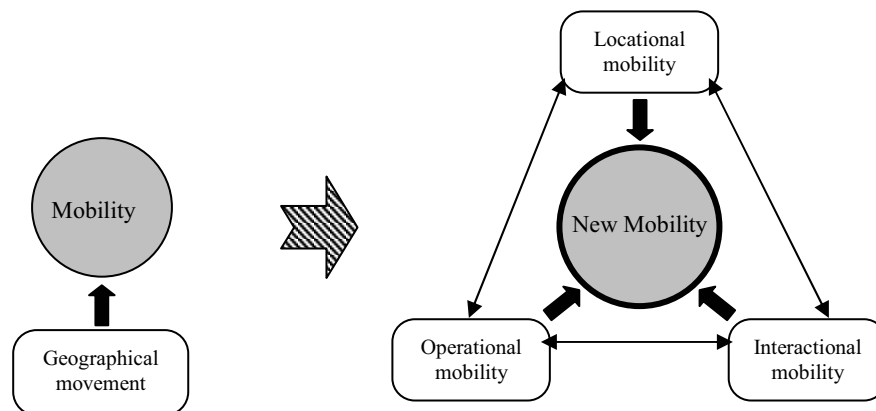 Mobility
Geographical
movement
Locational
mobility
New Mobility
Operational
mobility
Interactional
mobility